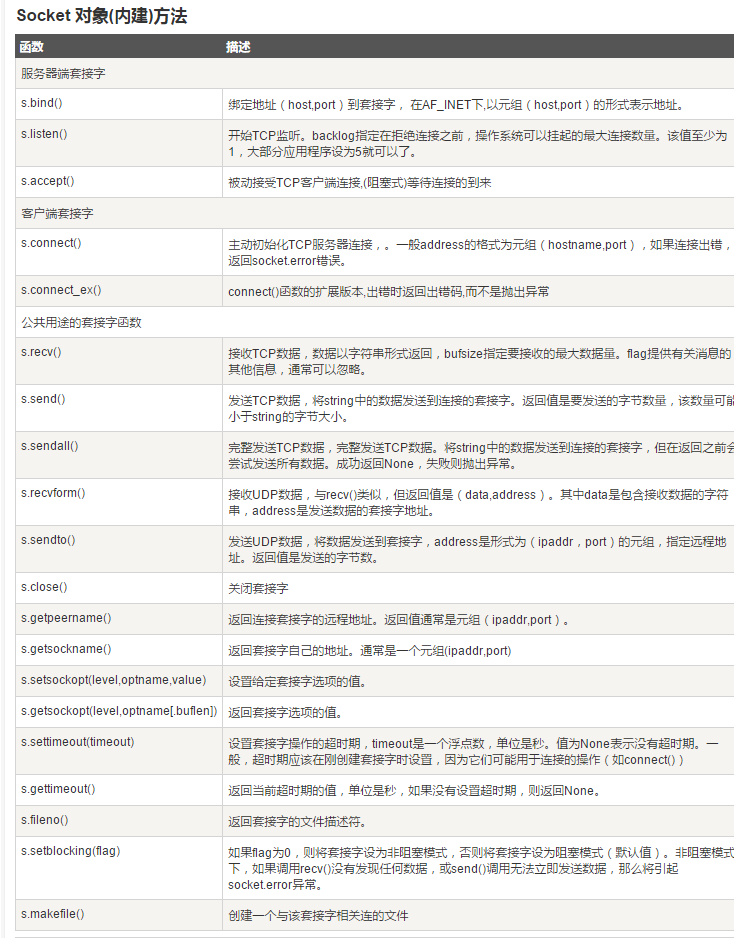 Socket 对象(内建)方法
函数 描述
服务器端套接字
s.bind() 绑定地址（host,port）到套接字， 在AF_INET下,以元组（host,port）的形式表示地址。
s.listen() 开始TCP监听。backlog指定在拒绝连接之前，操作系统可以挂起的最大连接数量。该值至少为
1，大部分应用程序设为5就可以了。
s.accept() 被动接受TCP客户端连接,(阻塞式)等待连接的到来
客户端套接字
s.connect() 主动初始化TCP服务器连接，。一般address的格式为元组（hostname,port），如果连接出错，
返回socket.error错误。
s.connect_ex() connect()函数的扩展版本,出错时返回出错码,而不是抛出异常
公共用途的套接字函数
s.recv() 接收TCP数据，数据以字符串形式返回，bufsize指定要接收的最大数据量。flag提供有关消息的
其他信息，通常可以忽略。
s.send() 发送TCP数据，将string中的数据发送到连接的套接字。返回值是要发送的字节数量，该数量可能
小于string的字节大小。
s.sendall() 完整发送TCP数据，完整发送TCP数据。将string中的数据发送到连接的套接字，但在返回之前会
尝试发送所有数据。成功返回None，失败则抛出异常。
s.recvform() 接收UDP数据，与recv()类似，但返回值是（data,address）。其中data是包含接收数据的字符
串，address是发送数据的套接字地址。
s.sendto() 发送UDP数据，将数据发送到套接字，address是形式为（ipaddr，port）的元组，指定远程地
址。返回值是发送的字节数。
s.close() 关闭套接字
s.getpeername() 返回连接套接字的远程地址。返回值通常是元组（ipaddr,port）。
s.getsockname() 返回套接字自己的地址。通常是一个元组(ipaddr,port)
s.setsockopt(level,optname,value) 设置给定套接字选项的值。
s.getsockopt(level,optname[.buflen]) 返回套接字选项的值。
s.settimeout(timeout) 设置套接字操作的超时期，timeout是一个浮点数，单位是秒。值为None表示没有超时期。一
般，超时期应该在刚创建套接字时设置，因为它们可能用于连接的操作（如connect()）
s.gettimeout() 返回当前超时期的值，单位是秒，如果没有设置超时期，则返回None。
s.fileno() 返回套接字的文件描述符。
s.setblocking(flag) 如果flag为0，则将套接字设为非阻塞模式，否则将套接字设为阻塞模式（默认值）。非阻塞模式
下，如果调用recv()没有发现任何数据，或send()调用无法立即发送数据，那么将引起
socket.error异常。
s.makefile() 创建一个与该套接字相关连的文件